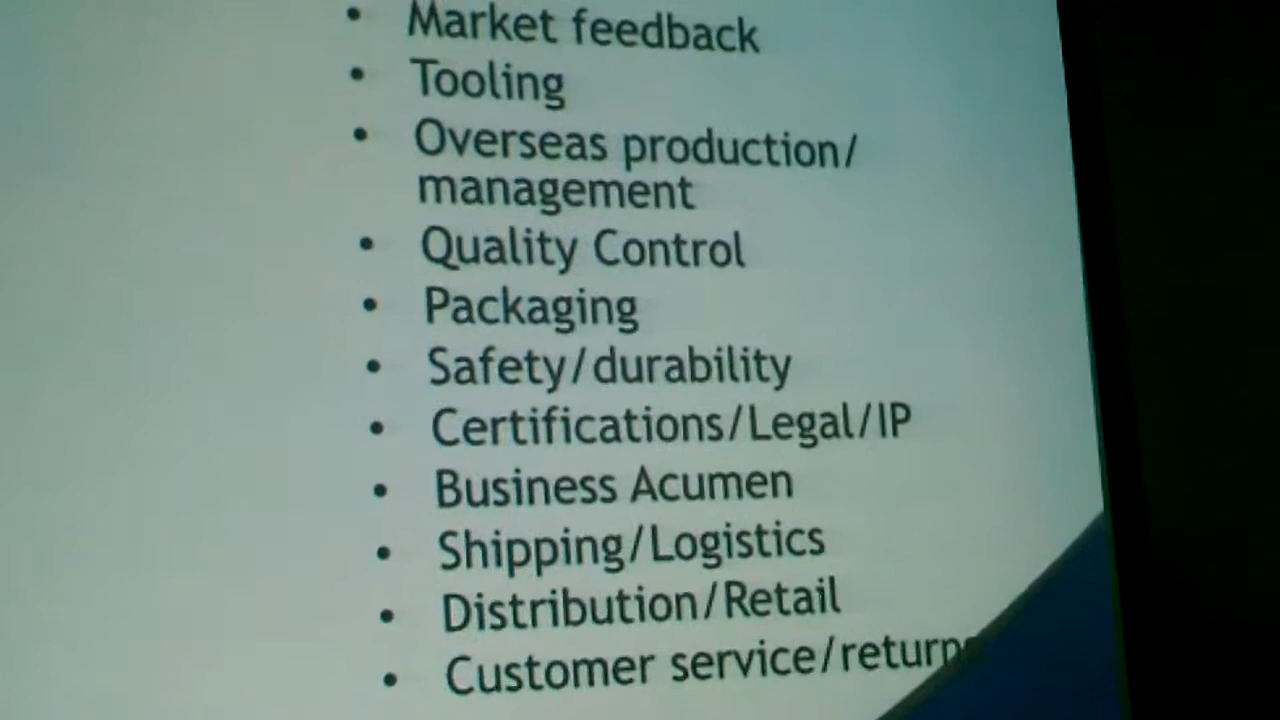 • Market feedback
• Tooling
• Overseas production/
management
• Quality Control
• Packaging
• Safety/durability
• Certifications/Legal/IP
• Business Acumen
• Shipping/Logistics
• Distribution/Retail
• Customer service/returns